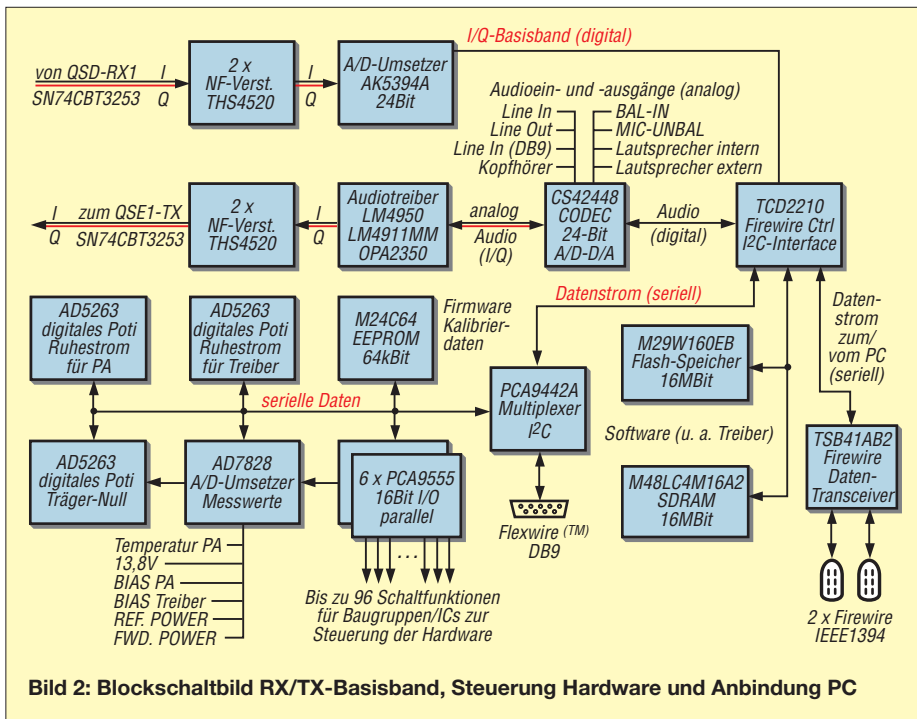 I/Q-Basisband (digital)
von QSD-RX1
I
SN74CBT3253
Q
2 x
NF-Verst.
THS4520
I
Q
A/D-Umsetzer
AK5394A
24Bit
Audioein- und -ausgänge (analog)
Line In
Line Out
Line In (DB9)
Kopfhörer
BAL-IN
MIC-UNBAL
Lautsprecher intern
Lautsprecher extern
I
zum QSE1-TX
Q
SN74CBT3253
2 x
NF-Verst.
THS4520
I
Q
Audiotreiber
LM4950
LM4911MM
OPA2350
analog
Audio
(I/Q)
CS42448
CODEC
24-Bit
A/D-D/A
Audio
(digital)
TCD2210
Firewire Ctrl
I²C-Interface
Datenstrom (seriell)
AD5263
digitales Poti
Ruhestrom
für PA
AD5263
digitales Poti
Ruhestrom
für Treiber
M24C64
EEPROM
64kBit
Firmware
Kalibrier-
daten
M29W160EB
Flash-Speicher
16MBit
Daten-
strom
zum/
vom PC
(seriell)
serielle Daten
PCA9442A
Multiplexer
I²C
Software (u. a. Treiber)
AD5263
digitales Poti
Träger-Null
AD7828
A/D-Umsetzer
Messwerte
6 x PCA9555
16Bit I/O
parallel
M48LC4M16A2
SDRAM
16MBit
TSB41AB2
Firewire
Daten-
Transceiver
Flexwire (TM)
DB9
Temperatur PA
13,8V
BIAS PA
BIAS Treiber
REF. POWER
FWD. POWER
...
Bis zu 96 Schaltfunktionen
für Baugruppen/ICs zur
Steuerung der Hardware
2 x Firewire
IEEE1394
Bild 2: Blockschaltbild RX/TX-Basisband, Steuerung Hardware und Anbindung PC